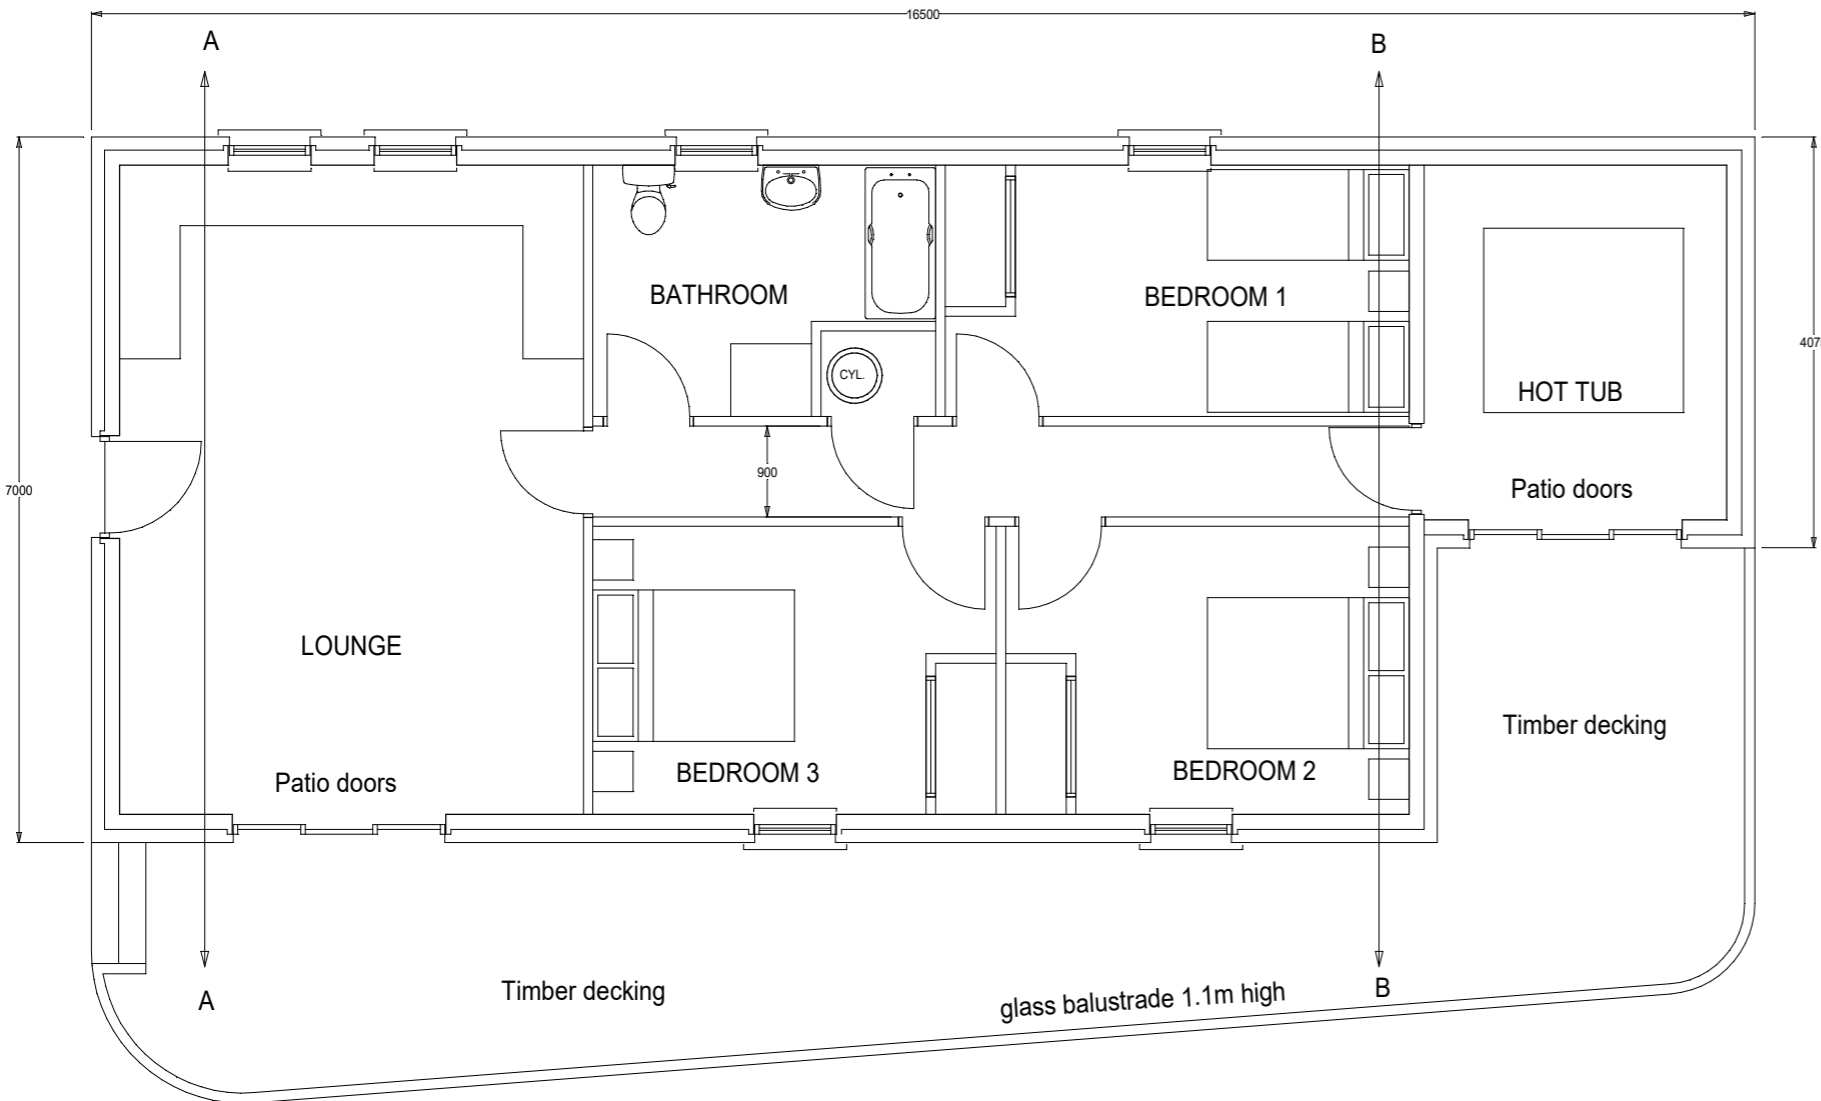 16500
A
B
BATHROOM
BEDROOM 1
CYL.
HOT TUB
900
7000
Patio doors
LOUNGE
Timber decking
Patio doors
BEDROOM 3
BEDROOM 2
Timber decking
glass balustrade 1.1m high
A
B